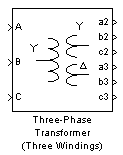 A
B
C
Y
Y
Δ
a2
b2
c2
a3
b3
c3
Three-Phase
Transformer
(Three Windings)